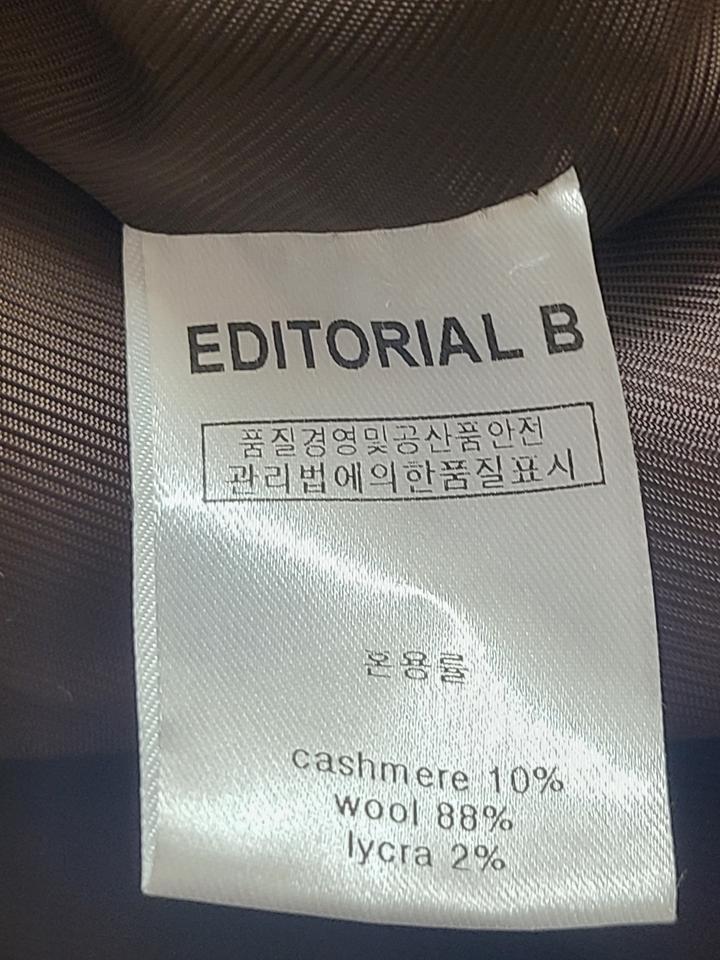 EDITORIAL B
품질경영및공산품안전
관리법에의한품질표시
혼용률
cashmere 10%
wool 88%
lycra 2%